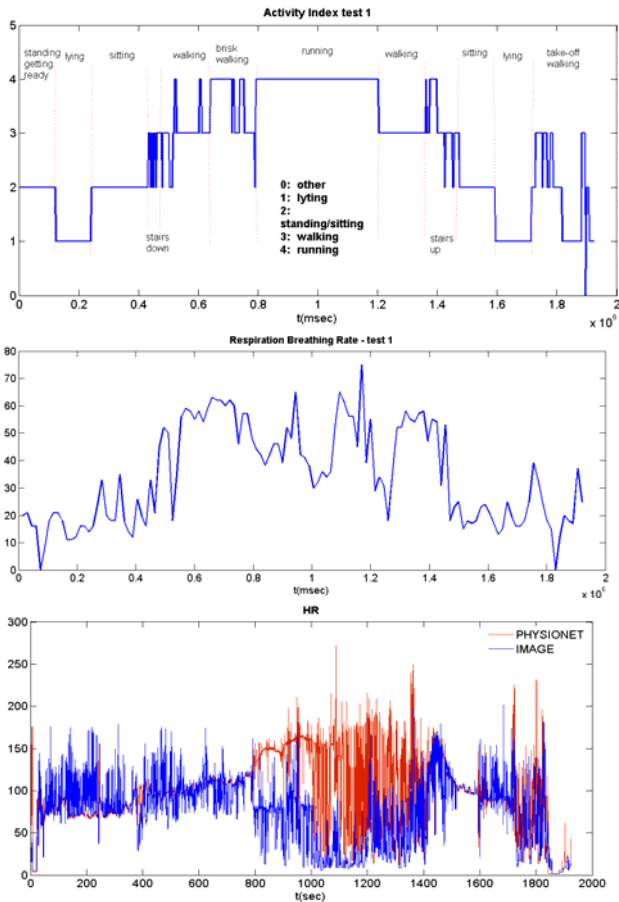 Activity Index test 1
5
4
3
2
1
0
standing
getting
ready
lying
sitting
walking
brisk
walking
running
walking
sitting
lying
take-off
walking
stairs
down
stairs
up
0: other
1: lyting
2:
standing/sitting
3: walking
4: running
0 0.2 0.4 0.6 0.8 1 1.2 1.4 1.6 1.8 2
t(msec)
x 10^6
Respiration Breathing Rate - test 1
80
70
60
50
40
30
20
10
0
0 0.2 0.4 0.6 0.8 1 1.2 1.4 1.6 1.8 2
t(msec)
x 10^6
HR
300
250
200
150
100
50
0
PHYSIONET
IMAGE
0 200 400 600 800 1000 1200 1400 1600 1800 2000
t(sec)